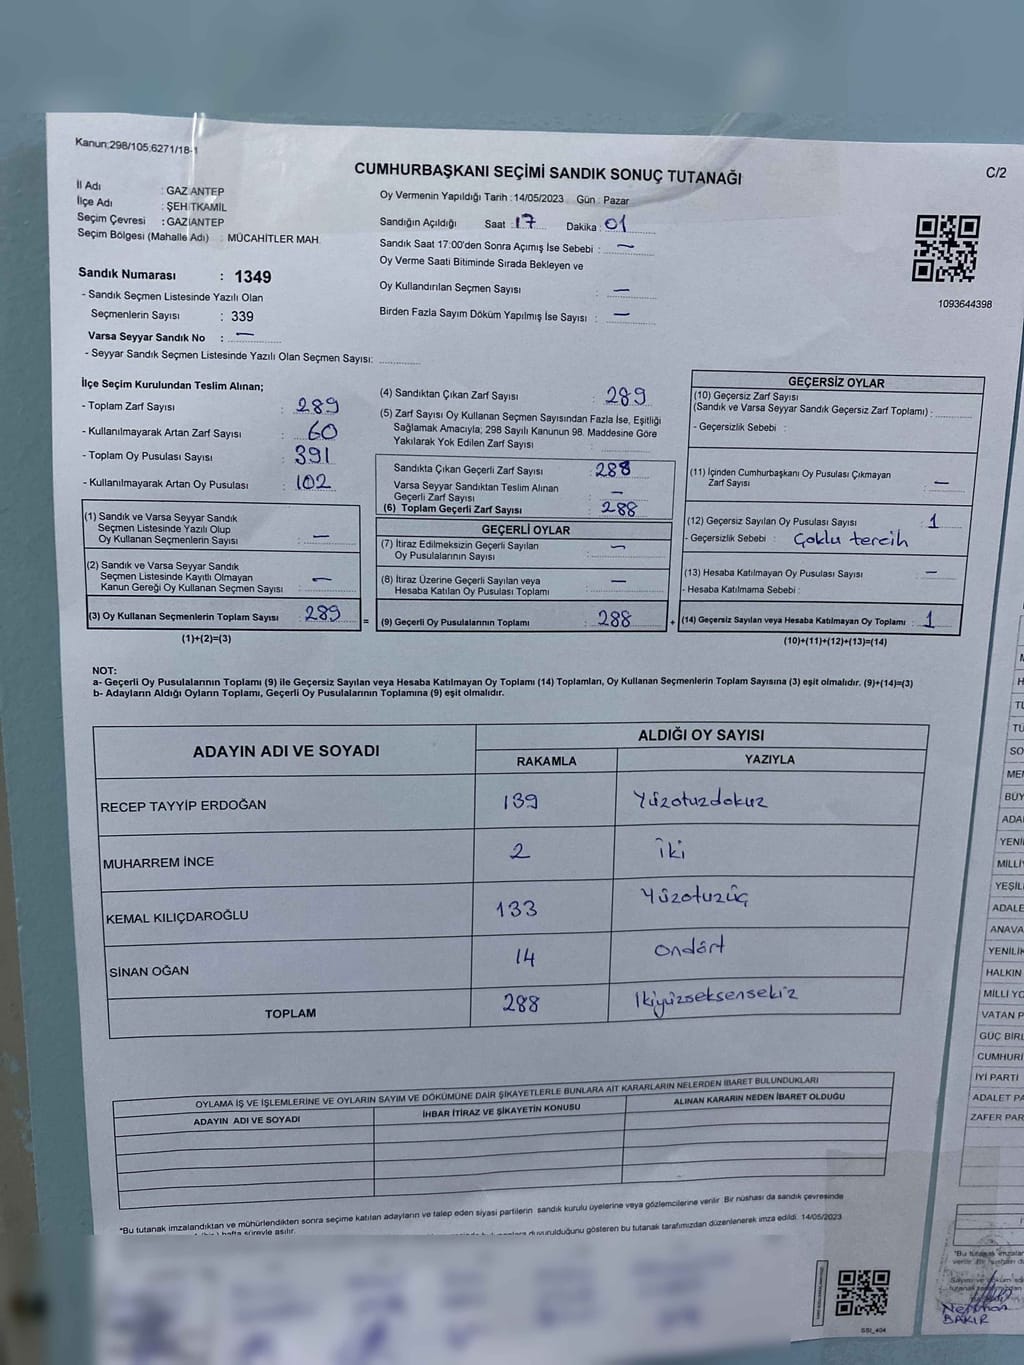 Kanun;298/105;6271/18-1
CUMHURBAŞKANI SEÇİMİ SANDIK SONUÇ TUTANAĞI
C/2
İl Adı : GAZİANTEP
İlçe Adı : ŞEHİTKAMİL
Seçim Çevresi : GAZİANTEP
Seçim Bölgesi (Mahalle Adı) : MÜCAHİTLER MAH.
Oy Vermenin Yapıldığı Tarih : 14/05/2023 Gün : Pazar
Sandığın Açıldığı Saat : 17 Dakika : 01
Sandık Saat 17:00'den Sonra Açımış İse Sebebi : —
Oy Verme Saati Bitiminde Sırada Bekleyen ve
Oy Kullandırılan Seçmen Sayısı : —
Birden Fazla Sayım Döküm Yapılmış İse Sayısı : —
1093644398
Sandık Numarası : 1349
- Sandık Seçmen Listesinde Yazılı Olan
Seçmenlerin Sayısı : 339
Varsa Seyyar Sandık No : —
- Seyyar Sandık Seçmen Listesinde Yazılı Olan Seçmen Sayısı:
İlçe Seçim Kurulundan Teslim Alınan;
- Toplam Zarf Sayısı : 289
- Kullanılmayarak Artan Zarf Sayısı : 60
- Toplam Oy Pusulası Sayısı : 391
- Kullanılmayarak Artan Oy Pusulası : 102
(1) Sandık ve Varsa Seyyar Sandık
Seçmen Listesinde Yazılı Olup
Oy Kullanan Seçmenlerin Sayısı : —
(2) Sandık ve Varsa Seyyar Sandık
Seçmen Listesinde Kayıtlı Olmayan
Kanun Gereği Oy Kullanan Seçmen Sayısı : —
(3) Oy Kullanan Seçmenlerin Toplam Sayısı : 289 =
(1)+(2)=(3)
(4) Sandıktan Çıkan Zarf Sayısı : 289
(5) Zarf Sayısı Oy Kullanan Seçmen Sayısından Fazla İse, Eşitliği
Sağlamak Amacıyla; 298 Sayılı Kanunun 98. Maddesine Göre
Yakılarak Yok Edilen Zarf Sayısı :
Sandıkta Çıkan Geçerli Zarf Sayısı : 288
Varsa Seyyar Sandıktan Teslim Alınan
Geçerli Zarf Sayısı : —
(6) Toplam Geçerli Zarf Sayısı : 288
GEÇERLİ OYLAR
(7) İtiraz Edilmeksizin Geçerli Sayılan
Oy Pusulalarının Sayısı : —
(8) İtiraz Üzerine Geçerli Sayılan veya
Hesaba Katılan Oy Pusulası Toplamı : —
(9) Geçerli Oy Pusulalarının Toplamı : 288 +
GEÇERSİZ OYLAR
(10) Geçersiz Zarf Sayısı
(Sandık ve Varsa Seyyar Sandık Geçersiz Zarf Toplamı) :
- Geçersizlik Sebebi :
(11) İçinden Cumhurbaşkanı Oy Pusulası Çıkmayan
Zarf Sayısı : —
(12) Geçersiz Sayılan Oy Pusulası Sayısı : 1
- Geçersizlik Sebebi : Çoklu tercih
(13) Hesaba Katılmayan Oy Pusulası Sayısı : —
- Hesaba Katılmama Sebebi :
(14) Geçersiz Sayılan veya Hesaba Katılmayan Oy Toplamı : 1
(10)+(11)+(12)+(13)=(14)
NOT:
a- Geçerli Oy Pusulalarının Toplamı (9) ile Geçersiz Sayılan veya Hesaba Katılmayan Oy Toplamı (14) Toplamları, Oy Kullanan Seçmenlerin Toplam Sayısına (3) eşit olmalıdır. (9)+(14)=(3)
b- Adayların Aldığı Oyların Toplamı, Geçerli Oy Pusulalarının Toplamına (9) eşit olmalıdır.
ADAYIN ADI VE SOYADI
ALDIĞI OY SAYISI
RAKAMLA YAZIYLA
RECEP TAYYİP ERDOĞAN 139 Yüzotuzdokuz
MUHARREM İNCE 2 İki
KEMAL KILIÇDAROĞLU 133 Yüzotuzüç
SİNAN OĞAN 14 Ondört
TOPLAM 288 İkiyüzseksensekiz
OYLAMA İŞ VE İŞLEMLERİNE VE OYLARIN SAYIM VE DÖKÜMÜNE DAİR ŞİKAYETLERLE BUNLARA AİT KARARLARIN NELERDEN İBARET BULUNDUKLARI
ADAYIN ADI VE SOYADI İHBAR İTİRAZ VE ŞİKAYETİN KONUSU ALINAN KARARIN NEDEN İBARET OLDUĞU
*Bu tutanak imzalandıktan ve mühürlendikten sonra seçime katılan adayların ve talep eden siyasi partilerin sandık kurulu üyelerine veya gözlemcilerine verilir. Bir nüshası da sandık çevresinde
hafta süreyle asılır.
duyurulduğunu gösteren bu tutanak tarafımızdan düzenlenerek imza edildi. 14/05/2023
SSI_404
TÜ
TÜ
SO
BÜY
ADA
YENİ
MİLLİ
YEŞİL
ADALE
ANAVA
YENİLİK
HALKIN
MİLLİ YO
VATAN P
GÜÇ BİRL
CUMHURİ
İYİ PARTİ
ADALET PA
ZAFER PAR
*Bu tutanak imzalan
BAKIR